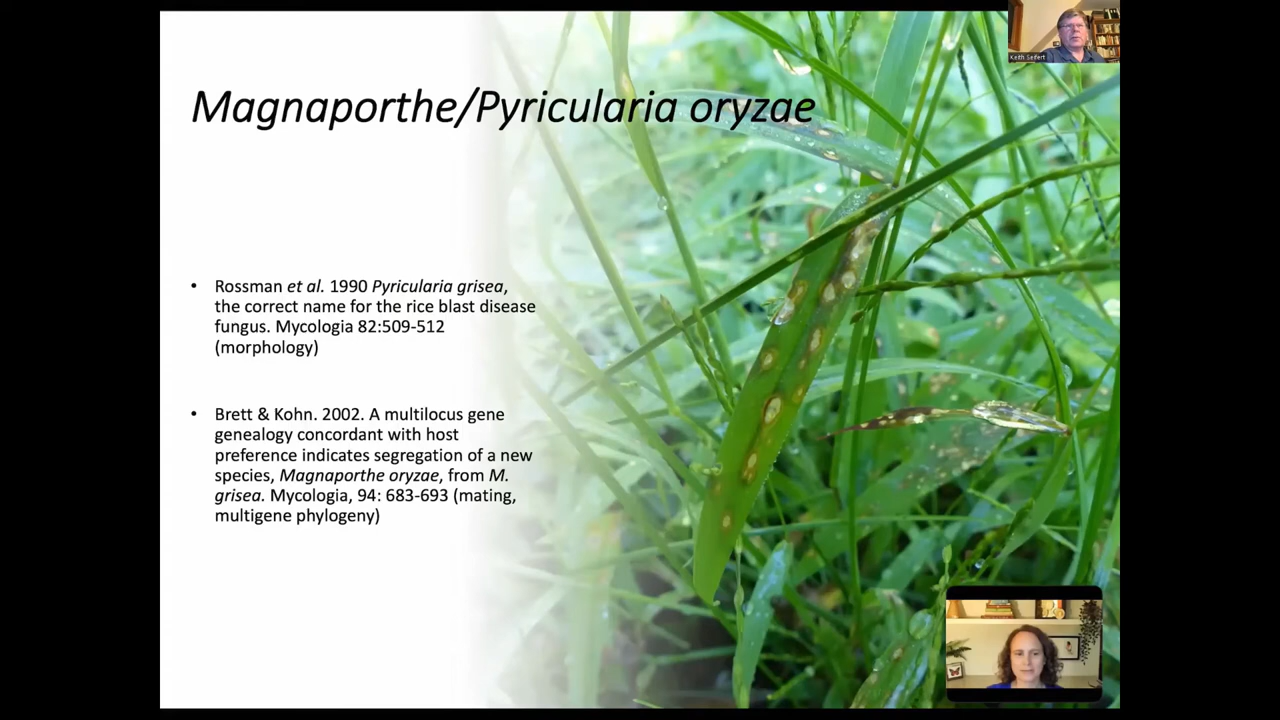 Keith Seifert
Magnaporthe/Pyricularia oryzae
• Rossman et al. 1990 Pyricularia grisea,
the correct name for the rice blast disease
fungus. Mycologia 82:509-512
(morphology)
• Brett & Kohn. 2002. A multilocus gene
genealogy concordant with host
preference indicates segregation of a new
species, Magnaporthe oryzae, from M.
grisea. Mycologia, 94: 683-693 (mating,
multigene phylogeny)